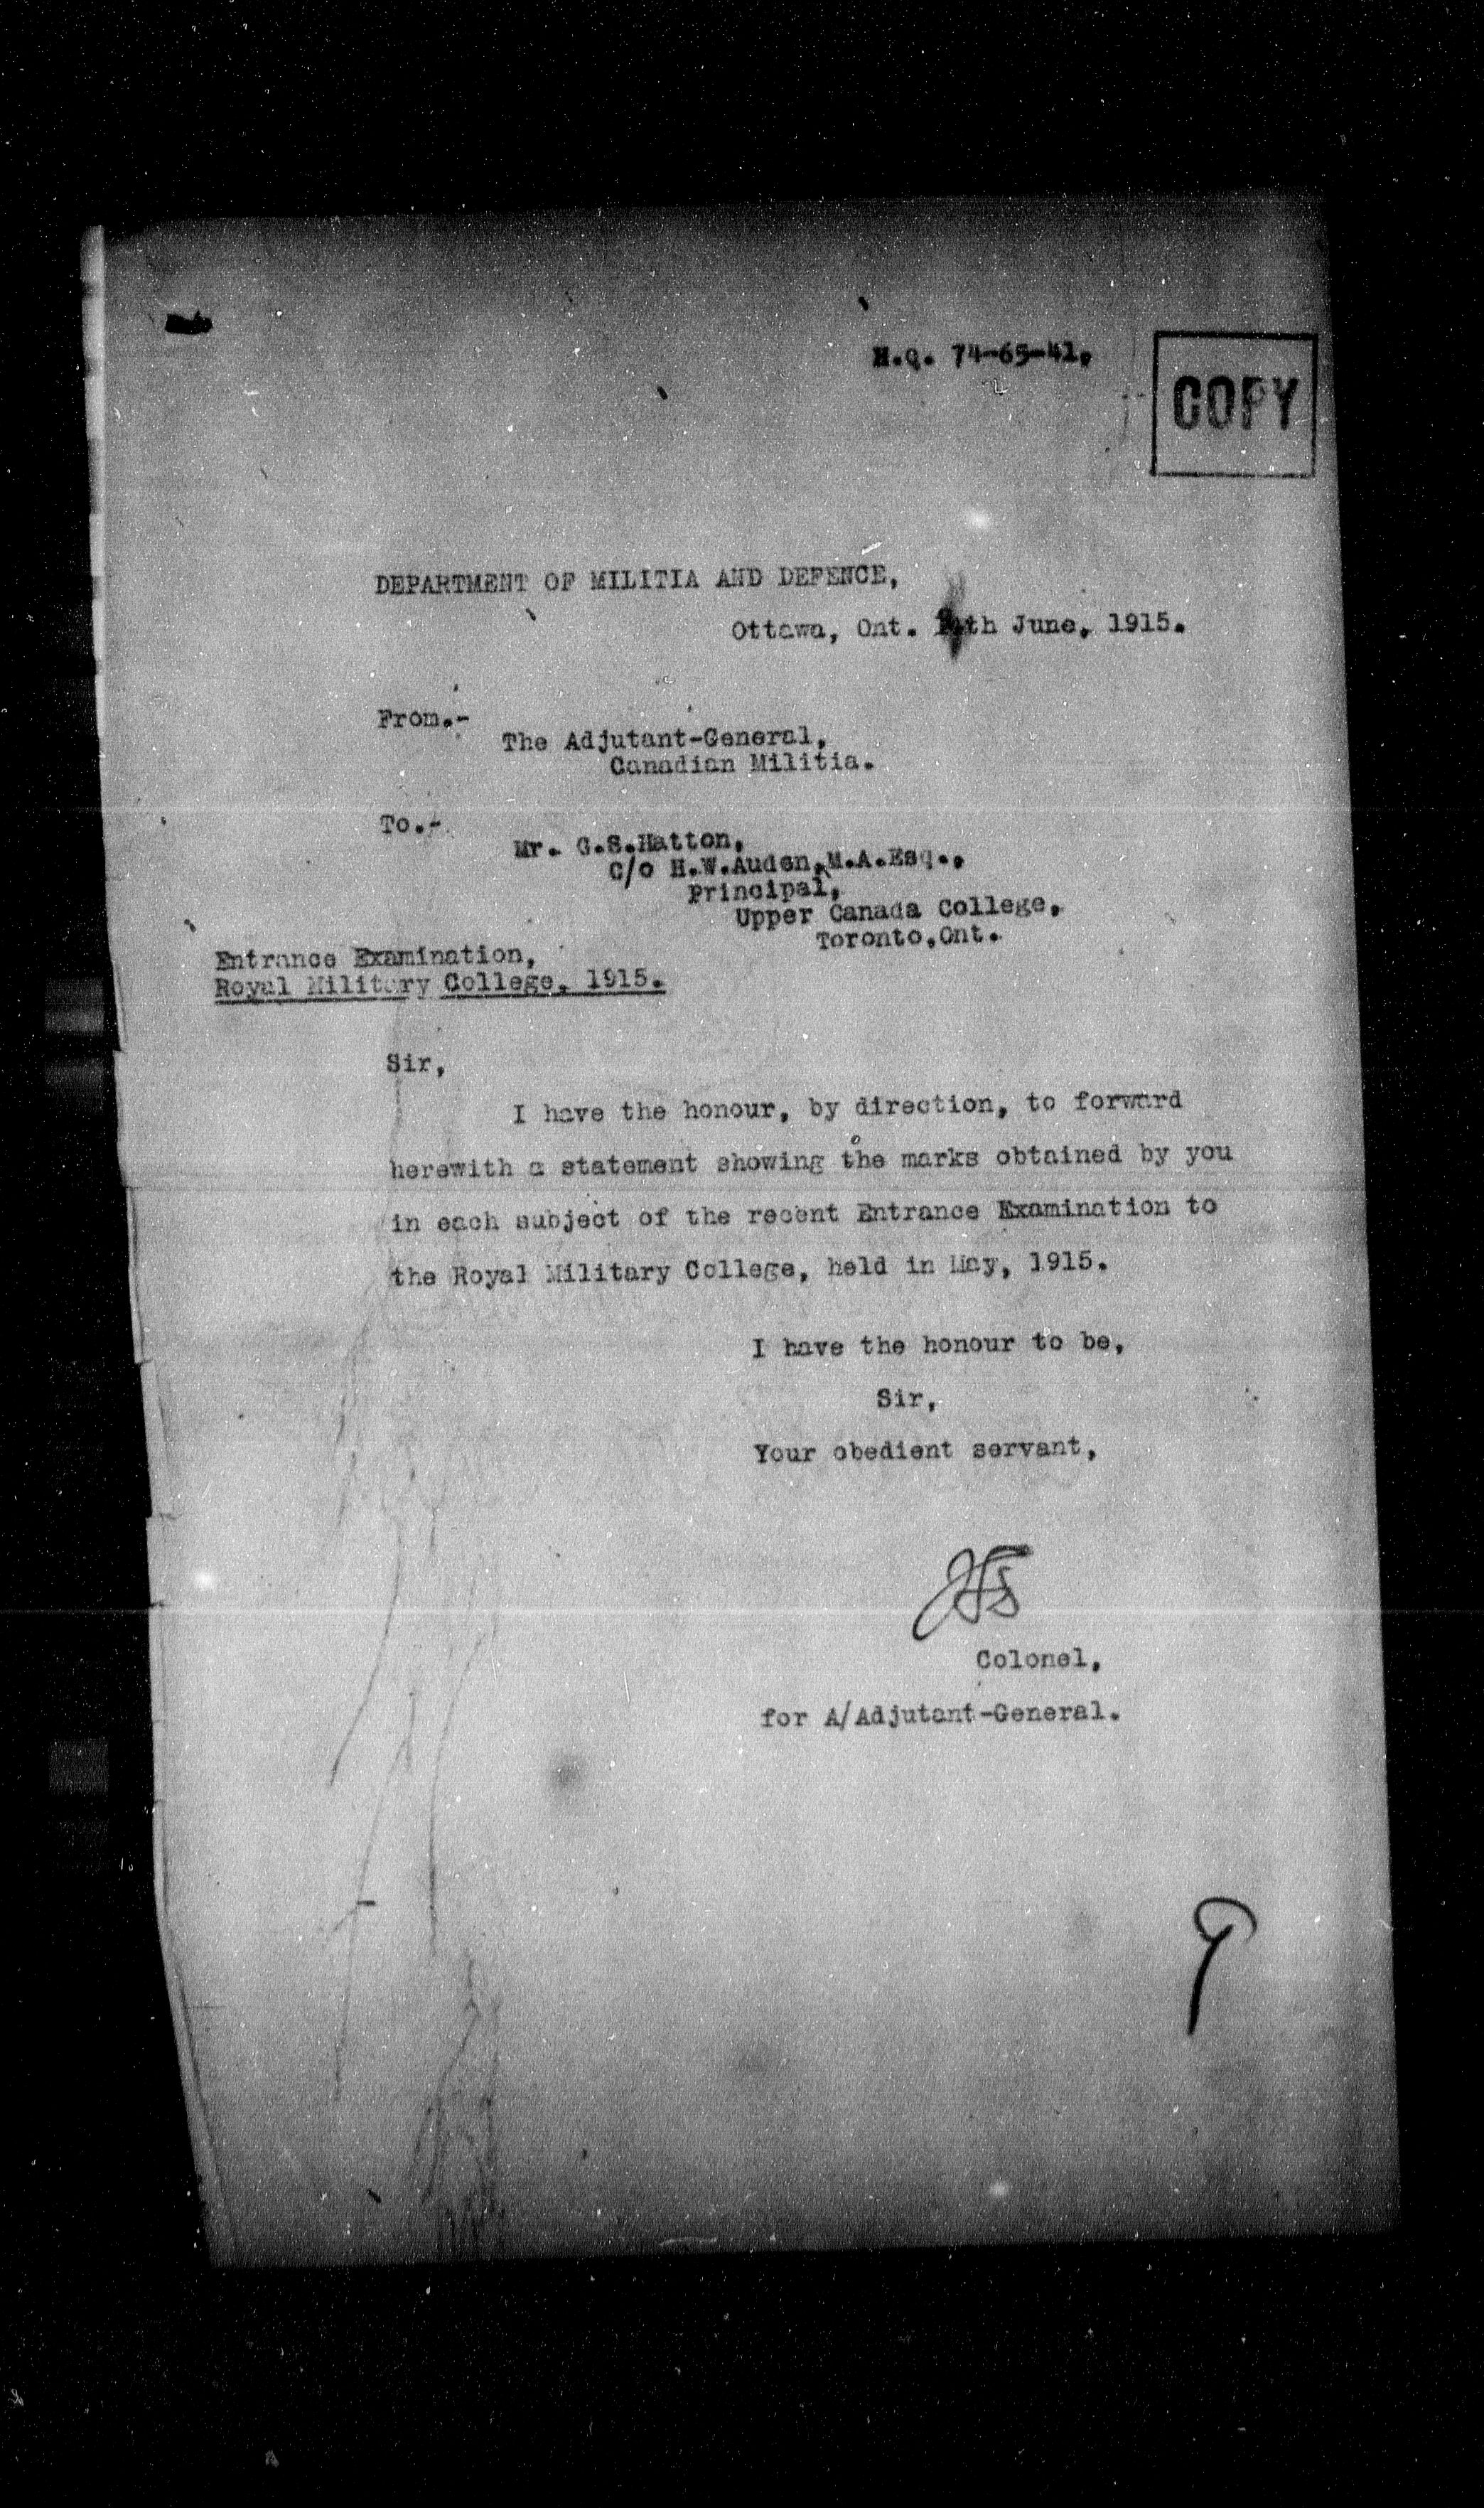 H.Q. 74-65-41.
COPY
DEPARTMENT OF MILITIA AND DEFENCE,
Ottawa, Ont. th June, 1915.
From.-
The Adjutant-General,
Canadian Militia.
To.-
Mr. G.S.Hatton,
C/o H.W.Auden,M.A.Esq.,
Principal,
Upper Canada College,
Toronto,Ont.
Entrance Examination,
Royal Military College, 1915.
Sir,
I have the honour, by direction, to forward
herewith a statement showing the marks obtained by you
in each subject of the recent Entrance Examination to
the Royal Military College, held in May, 1915.
I have the honour to be,
Sir,
Your obedient servant,
Colonel,
for A/Adjutant-General.